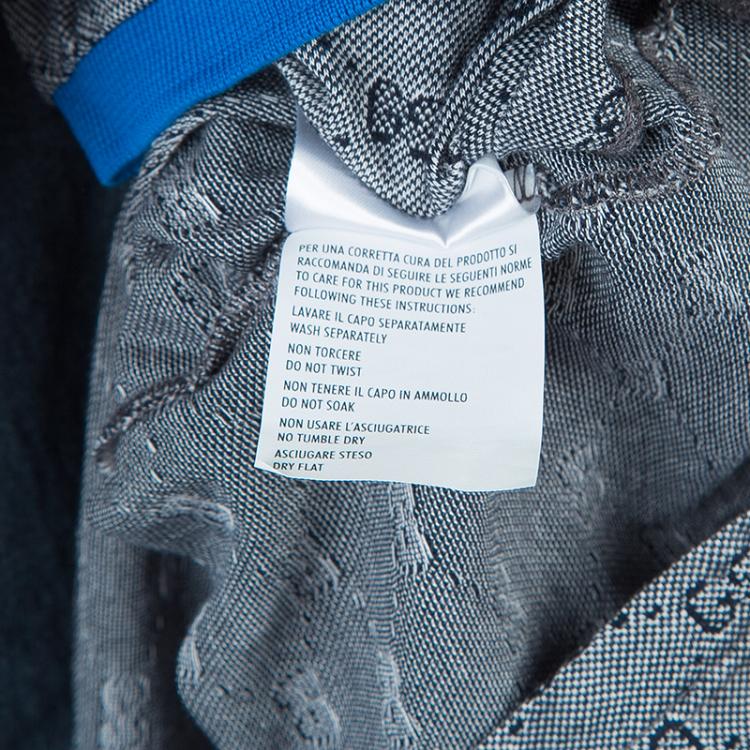 PER UNA CORRETTA CURA DEL PRODOTTO SI
RACCOMANDA DI SEGUIRE LE SEGUENTI NORME
TO CARE FOR THIS PRODUCT WE RECOMMEND
FOLLOWING THESE INSTRUCTIONS:
LAVARE IL CAPO SEPARATAMENTE
WASH SEPARATELY
NON TORCERE
DO NOT TWIST
NON TENERE IL CAPO IN AMMOLLO
DO NOT SOAK
NON USARE L'ASCIUGATRICE
NO TUMBLE DRY
ASCIUGARE STESO
DRY FLAT